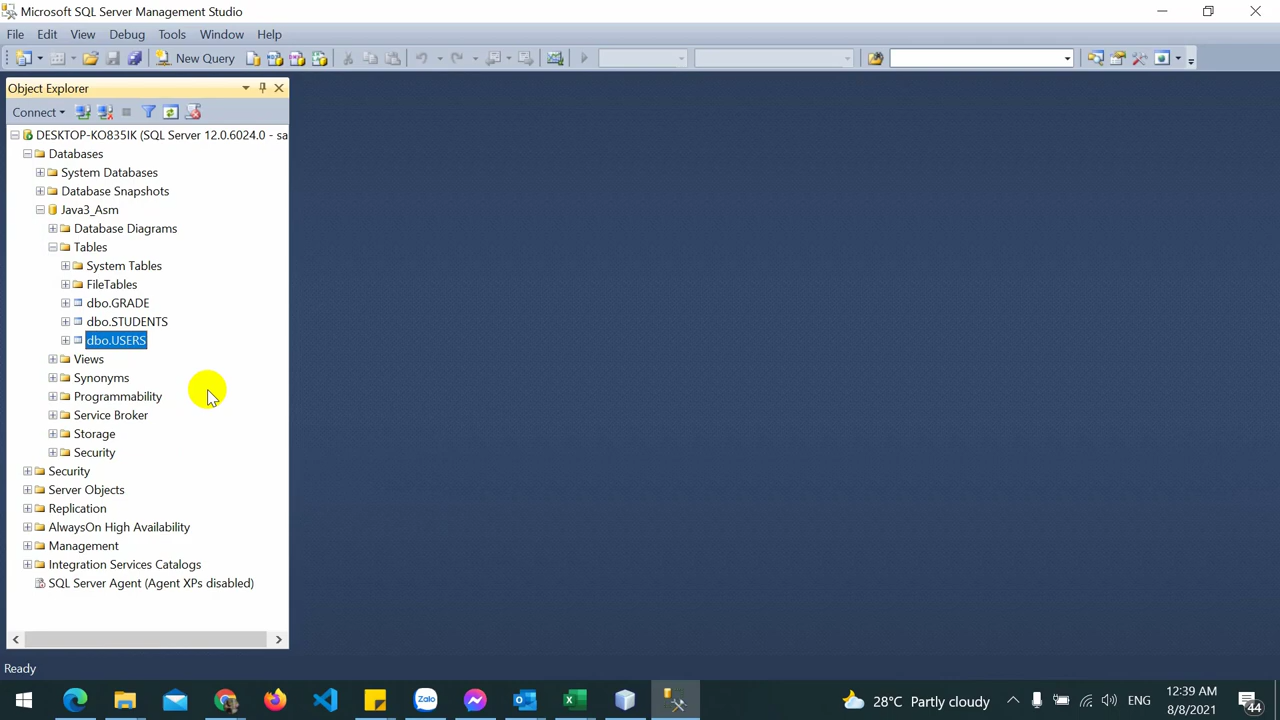 Microsoft SQL Server Management Studio
File Edit View Debug Tools Window Help
New Query
Object Explorer
Connect
DESKTOP-KO835IK (SQL Server 12.0.6024.0 - sa
Databases
System Databases
Database Snapshots
Java3_Asm
Database Diagrams
Tables
System Tables
FileTables
dbo.GRADE
dbo.STUDENTS
dbo.USERS
Views
Synonyms
Programmability
Service Broker
Storage
Security
Security
Server Objects
Replication
AlwaysOn High Availability
Management
Integration Services Catalogs
SQL Server Agent (Agent XPs disabled)
Ready
Zalo
28°C Partly cloudy
ENG
12:39 AM
8/8/2021
44